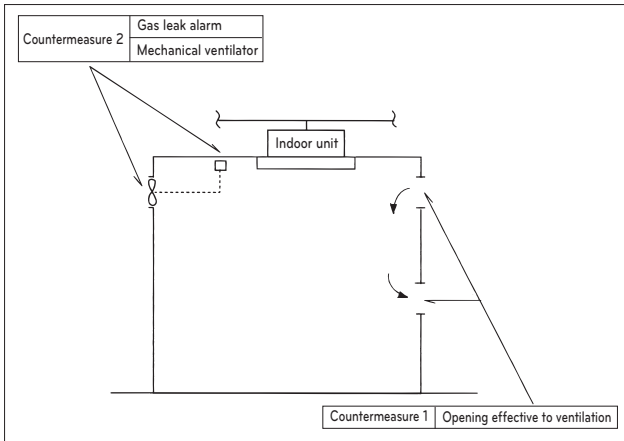 Countermeasure 2
Gas leak alarm
Mechanical ventilator
Indoor unit
Countermeasure 1
Opening effective to ventilation